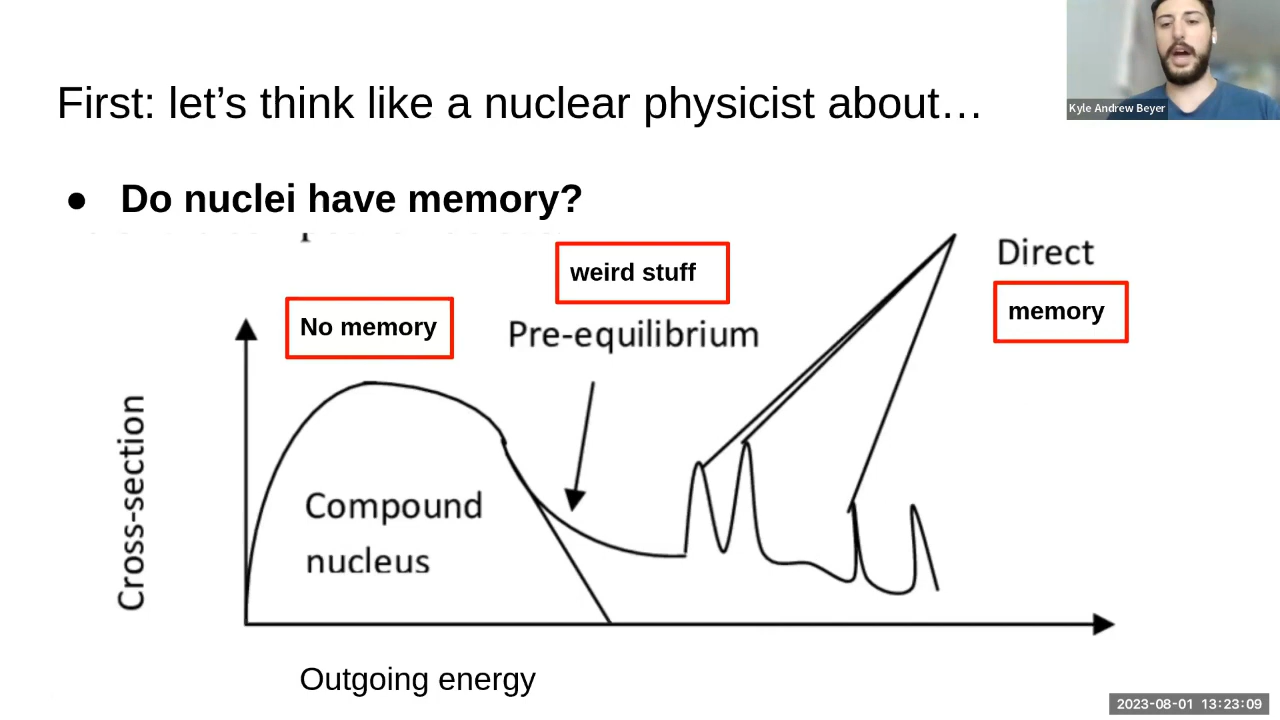 First: let’s think like a nuclear physicist about…
Kyle Andrew Beyer
● Do nuclei have memory?
weird stuff
Direct
memory
No memory
Pre-equilibrium
Cross-section
Compound
nucleus
Outgoing energy
2023-08-01 13:23:09